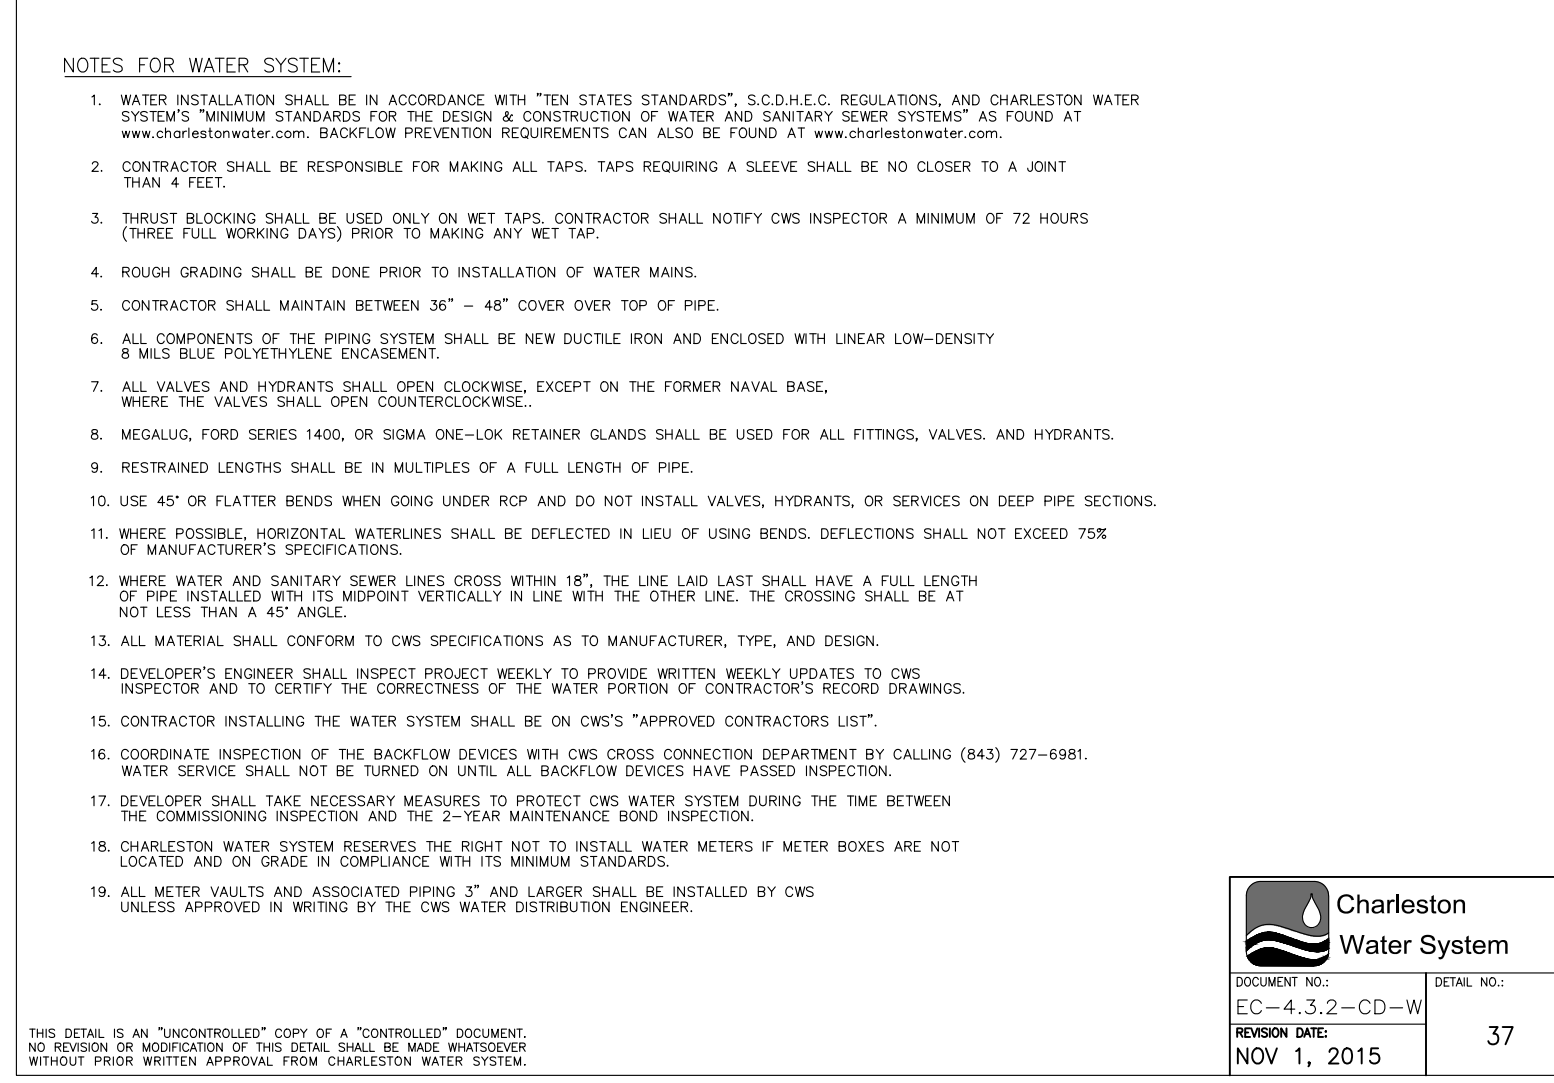 NOTES FOR WATER SYSTEM:
1. WATER INSTALLATION SHALL BE IN ACCORDANCE WITH "TEN STATES STANDARDS", S.C.D.H.E.C. REGULATIONS, AND CHARLESTON WATER
SYSTEM'S "MINIMUM STANDARDS FOR THE DESIGN & CONSTRUCTION OF WATER AND SANITARY SEWER SYSTEMS" AS FOUND AT
www.charlestonwater.com. BACKFLOW PREVENTION REQUIREMENTS CAN ALSO BE FOUND AT www.charlestonwater.com.
2. CONTRACTOR SHALL BE RESPONSIBLE FOR MAKING ALL TAPS. TAPS REQUIRING A SLEEVE SHALL BE NO CLOSER TO A JOINT
THAN 4 FEET.
3. THRUST BLOCKING SHALL BE USED ONLY ON WET TAPS. CONTRACTOR SHALL NOTIFY CWS INSPECTOR A MINIMUM OF 72 HOURS
(THREE FULL WORKING DAYS) PRIOR TO MAKING ANY WET TAP.
4. ROUGH GRADING SHALL BE DONE PRIOR TO INSTALLATION OF WATER MAINS.
5. CONTRACTOR SHALL MAINTAIN BETWEEN 36" – 48" COVER OVER TOP OF PIPE.
6. ALL COMPONENTS OF THE PIPING SYSTEM SHALL BE NEW DUCTILE IRON AND ENCLOSED WITH LINEAR LOW–DENSITY
8 MILS BLUE POLYETHYLENE ENCASEMENT.
7. ALL VALVES AND HYDRANTS SHALL OPEN CLOCKWISE, EXCEPT ON THE FORMER NAVAL BASE,
WHERE THE VALVES SHALL OPEN COUNTERCLOCKWISE..
8. MEGALUG, FORD SERIES 1400, OR SIGMA ONE–LOK RETAINER GLANDS SHALL BE USED FOR ALL FITTINGS, VALVES. AND HYDRANTS.
9. RESTRAINED LENGTHS SHALL BE IN MULTIPLES OF A FULL LENGTH OF PIPE.
10. USE 45° OR FLATTER BENDS WHEN GOING UNDER RCP AND DO NOT INSTALL VALVES, HYDRANTS, OR SERVICES ON DEEP PIPE SECTIONS.
11. WHERE POSSIBLE, HORIZONTAL WATERLINES SHALL BE DEFLECTED IN LIEU OF USING BENDS. DEFLECTIONS SHALL NOT EXCEED 75%
OF MANUFACTURER'S SPECIFICATIONS.
12. WHERE WATER AND SANITARY SEWER LINES CROSS WITHIN 18", THE LINE LAID LAST SHALL HAVE A FULL LENGTH
OF PIPE INSTALLED WITH ITS MIDPOINT VERTICALLY IN LINE WITH THE OTHER LINE. THE CROSSING SHALL BE AT
NOT LESS THAN A 45° ANGLE.
13. ALL MATERIAL SHALL CONFORM TO CWS SPECIFICATIONS AS TO MANUFACTURER, TYPE, AND DESIGN.
14. DEVELOPER'S ENGINEER SHALL INSPECT PROJECT WEEKLY TO PROVIDE WRITTEN WEEKLY UPDATES TO CWS
INSPECTOR AND TO CERTIFY THE CORRECTNESS OF THE WATER PORTION OF CONTRACTOR'S RECORD DRAWINGS.
15. CONTRACTOR INSTALLING THE WATER SYSTEM SHALL BE ON CWS'S "APPROVED CONTRACTORS LIST".
16. COORDINATE INSPECTION OF THE BACKFLOW DEVICES WITH CWS CROSS CONNECTION DEPARTMENT BY CALLING (843) 727–6981.
WATER SERVICE SHALL NOT BE TURNED ON UNTIL ALL BACKFLOW DEVICES HAVE PASSED INSPECTION.
17. DEVELOPER SHALL TAKE NECESSARY MEASURES TO PROTECT CWS WATER SYSTEM DURING THE TIME BETWEEN
THE COMMISSIONING INSPECTION AND THE 2–YEAR MAINTENANCE BOND INSPECTION.
18. CHARLESTON WATER SYSTEM RESERVES THE RIGHT NOT TO INSTALL WATER METERS IF METER BOXES ARE NOT
LOCATED AND ON GRADE IN COMPLIANCE WITH ITS MINIMUM STANDARDS.
19. ALL METER VAULTS AND ASSOCIATED PIPING 3" AND LARGER SHALL BE INSTALLED BY CWS
UNLESS APPROVED IN WRITING BY THE CWS WATER DISTRIBUTION ENGINEER.
THIS DETAIL IS AN "UNCONTROLLED" COPY OF A "CONTROLLED" DOCUMENT.
NO REVISION OR MODIFICATION OF THIS DETAIL SHALL BE MADE WHATSOEVER
WITHOUT PRIOR WRITTEN APPROVAL FROM CHARLESTON WATER SYSTEM.
Charleston
Water System
DOCUMENT NO.:
EC–4.3.2–CD–W
REVISION DATE:
NOV 1, 2015
DETAIL NO.:
37